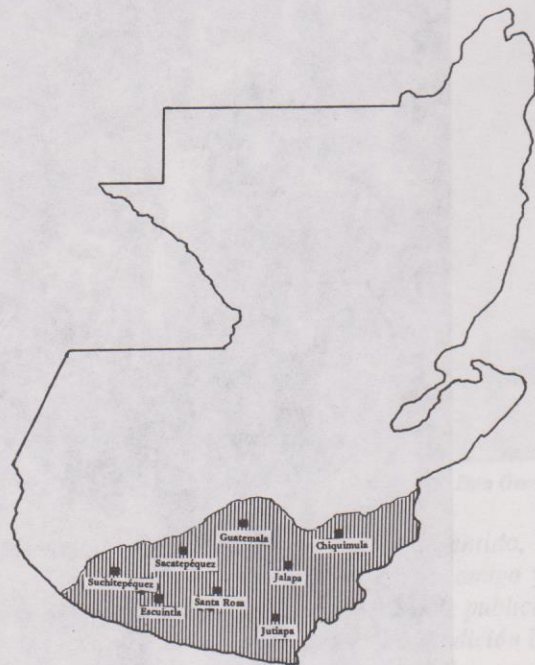 Guatemala
Chiquimula
Sacatepéquez
Jalapa
Suchitepéquez
Santa Rosa
Escuintla
Jutiapa